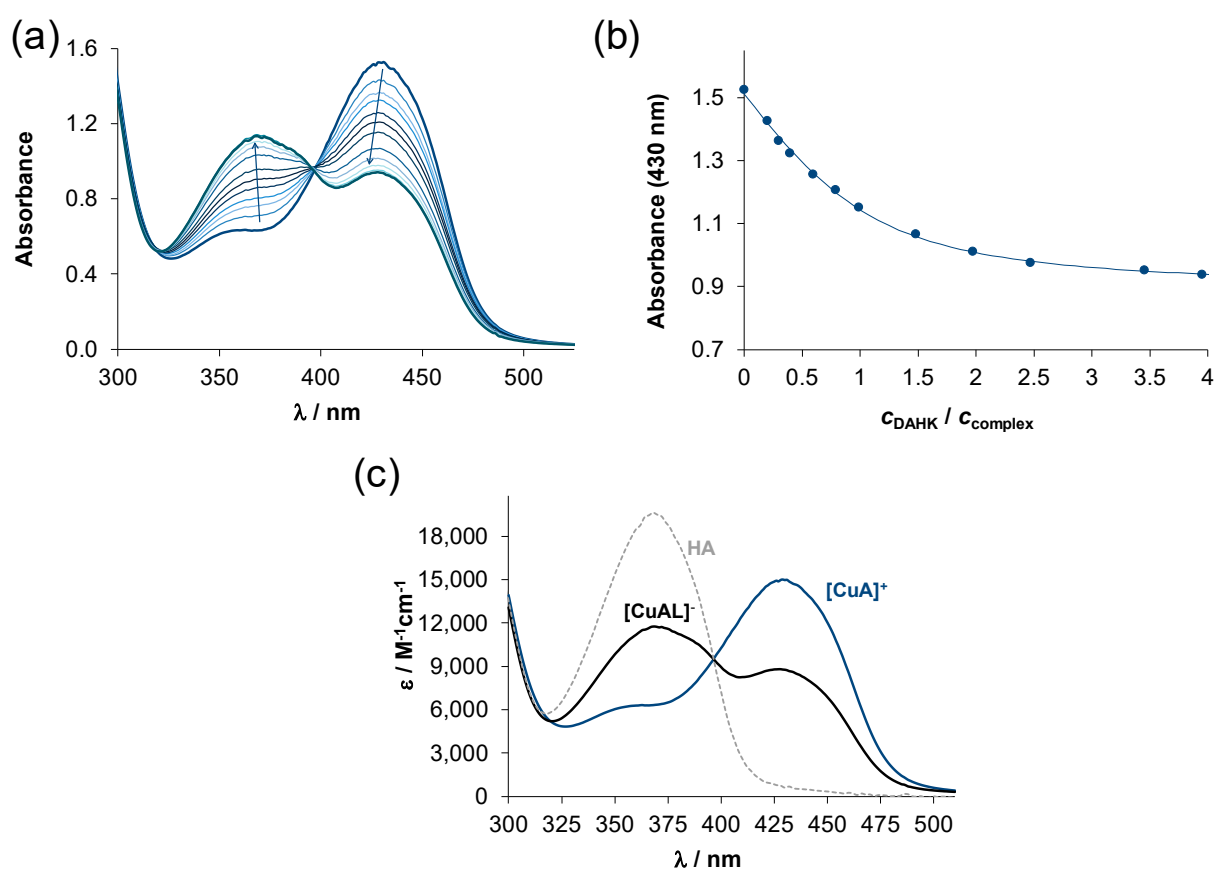 (a)
1.6
1.2
0.8
0.4
0.0
Absorbance
300 350 400 450 500
λ / nm
(b)
1.5
1.3
1.1
0.9
0.7
Absorbance (430 nm)
0 0.5 1 1.5 2 2.5 3 3.5 4
cDAHK / ccomplex
(c)
18,000
15,000
12,000
9,000
6,000
3,000
0
ε / M-1cm-1
HA
[CuA]+
[CuAL]-
300 325 350 375 400 425 450 475 500
λ / nm